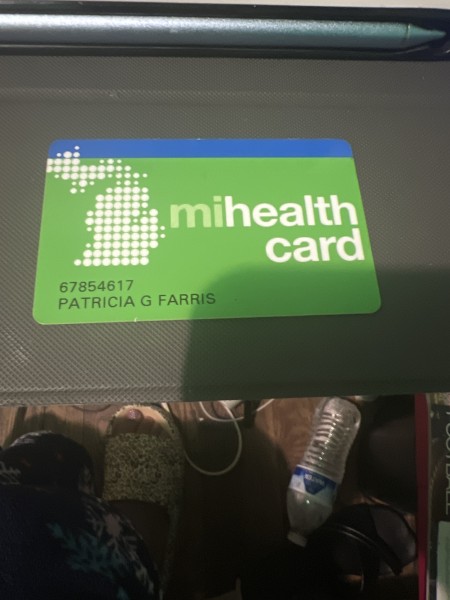 mihealth
card
67854617
PATRICIA G FARRIS